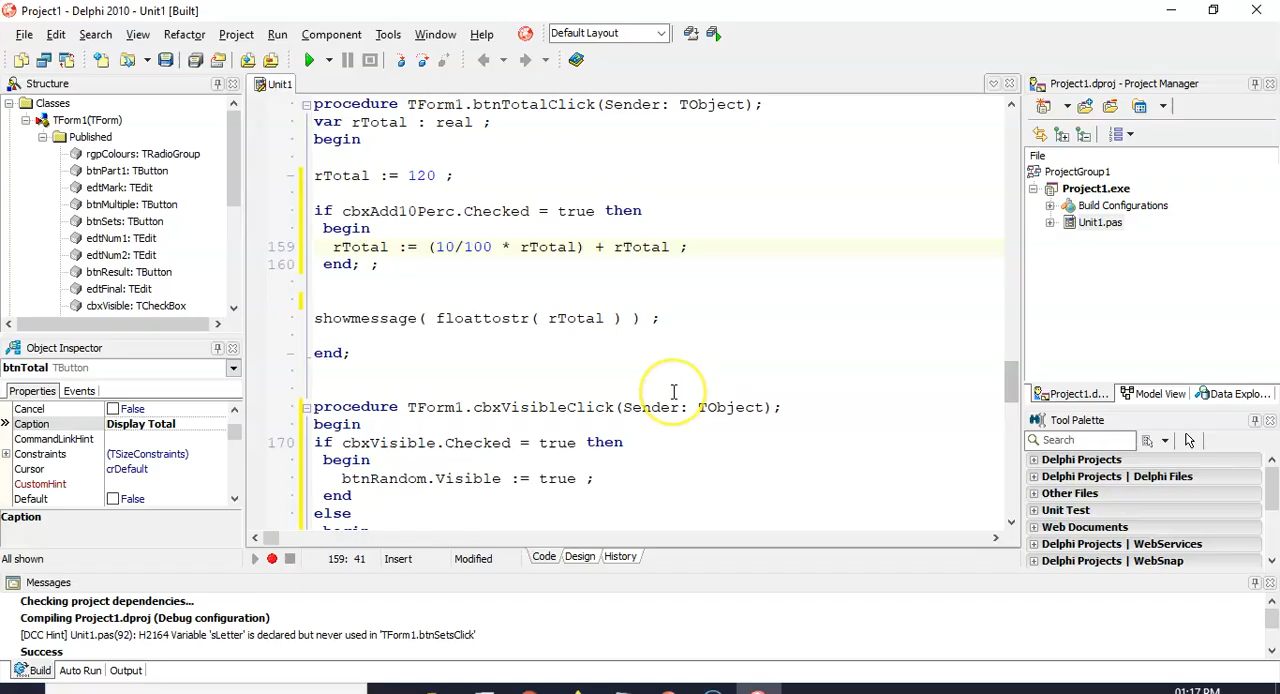 Project1 - Delphi 2010 - Unit1 [Built]
File Edit Search View Refactor Project Run Component Tools Window Help Default Layout
Structure
Classes
TForm1(TForm)
Published
rgpColours: TRadioGroup
btnPart1: TButton
edtMark: TEdit
btnMultiple: TButton
btnSets: TButton
edtNum1: TEdit
edtNum2: TEdit
btnResult: TButton
edtFinal: TEdit
cbxVisible: TCheckBox
Object Inspector
btnTotal TButton
Properties Events
Cancel False
Caption Display Total
CommandLinkHint
Constraints (TSizeConstraints)
Cursor crDefault
CustomHint
Default False
Caption
All shown
Unit1
procedure TForm1.btnTotalClick(Sender: TObject);
var rTotal : real ;
begin
rTotal := 120 ;
if cbxAdd10Perc.Checked = true then
begin
159 rTotal := (10/100 * rTotal) + rTotal ;
160 end; ;
showmessage( floattostr( rTotal ) ) ;
end;
procedure TForm1.cbxVisibleClick(Sender: TObject);
begin
170 if cbxVisible.Checked = true then
begin
btnRandom.Visible := true ;
end
else
begin
159: 41 Insert Modified Code Design History
Project1.dproj - Project Manager
File
ProjectGroup1
Project1.exe
Build Configurations
Unit1.pas
Project1.d... Model View Data Explo...
Tool Palette
Search
Delphi Projects
Delphi Projects | Delphi Files
Other Files
Unit Test
Web Documents
Delphi Projects | WebServices
Delphi Projects | WebSnap
Messages
Checking project dependencies...
Compiling Project1.dproj (Debug configuration)
[DCC Hint] Unit1.pas(92): H2164 Variable 'sLetter' is declared but never used in 'TForm1.btnSetsClick'
Success
Build Auto Run Output
01:17 PM